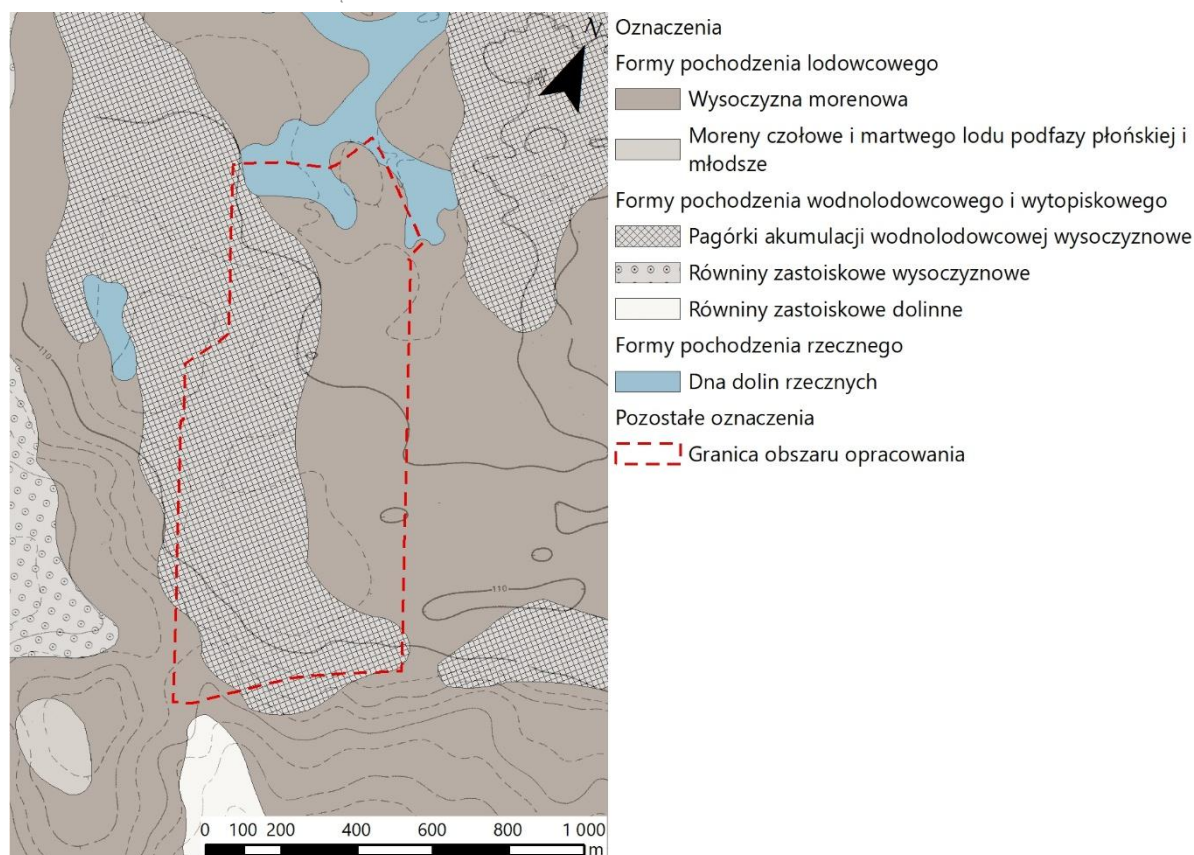 N
Oznaczenia
Formy pochodzenia lodowcowego
Wysoczyzna morenowa
Moreny czołowe i martwego lodu podfazy płońskiej i
młodsze
Formy pochodzenia wodnolodowcowego i wytopiskowego
Pagórki akumulacji wodnolodowcowej wysoczyznowe
Równiny zastoiskowe wysoczyznowe
Równiny zastoiskowe dolinne
Formy pochodzenia rzecznego
Dna dolin rzecznych
Pozostałe oznaczenia
Granica obszaru opracowania
110
110
0 100 200 400 600 800 1 000
m